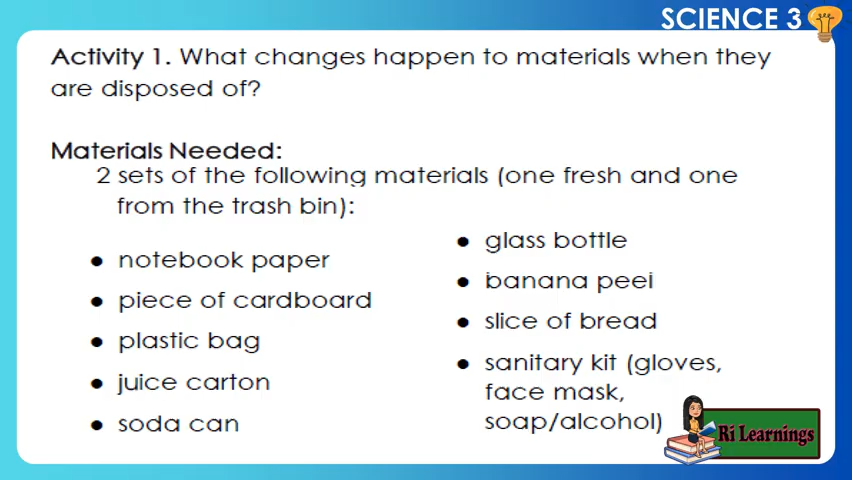 SCIENCE 3
Activity 1. What changes happen to materials when they
are disposed of?
Materials Needed:
2 sets of the following materials (one fresh and one
from the trash bin):
• notebook paper
• piece of cardboard
• plastic bag
• juice carton
• soda can
• glass bottle
• banana peel
• slice of bread
• sanitary kit (gloves,
face mask,
soap/alcohol)
Ri Learnings